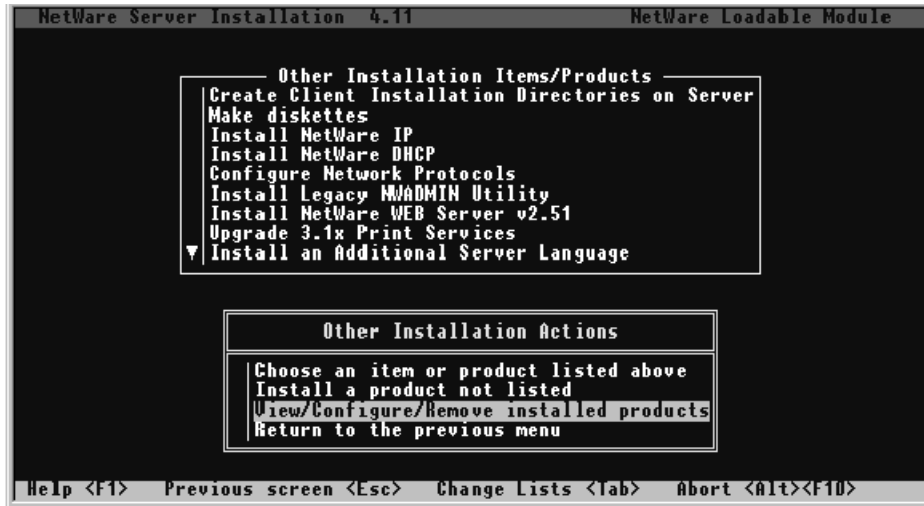 NetWare Server Installation 4.11 NetWare Loadable Module
Other Installation Items/Products
Create Client Installation Directories on Server
Make diskettes
Install NetWare IP
Install NetWare DHCP
Configure Network Protocols
Install Legacy NWADMIN Utility
Install NetWare WEB Server v2.51
Upgrade 3.1x Print Services
▼ Install an Additional Server Language
Other Installation Actions
Choose an item or product listed above
Install a product not listed
View/Configure/Remove installed products
Return to the previous menu
Help <F1> Previous screen <Esc> Change Lists <Tab> Abort <Alt><F10>